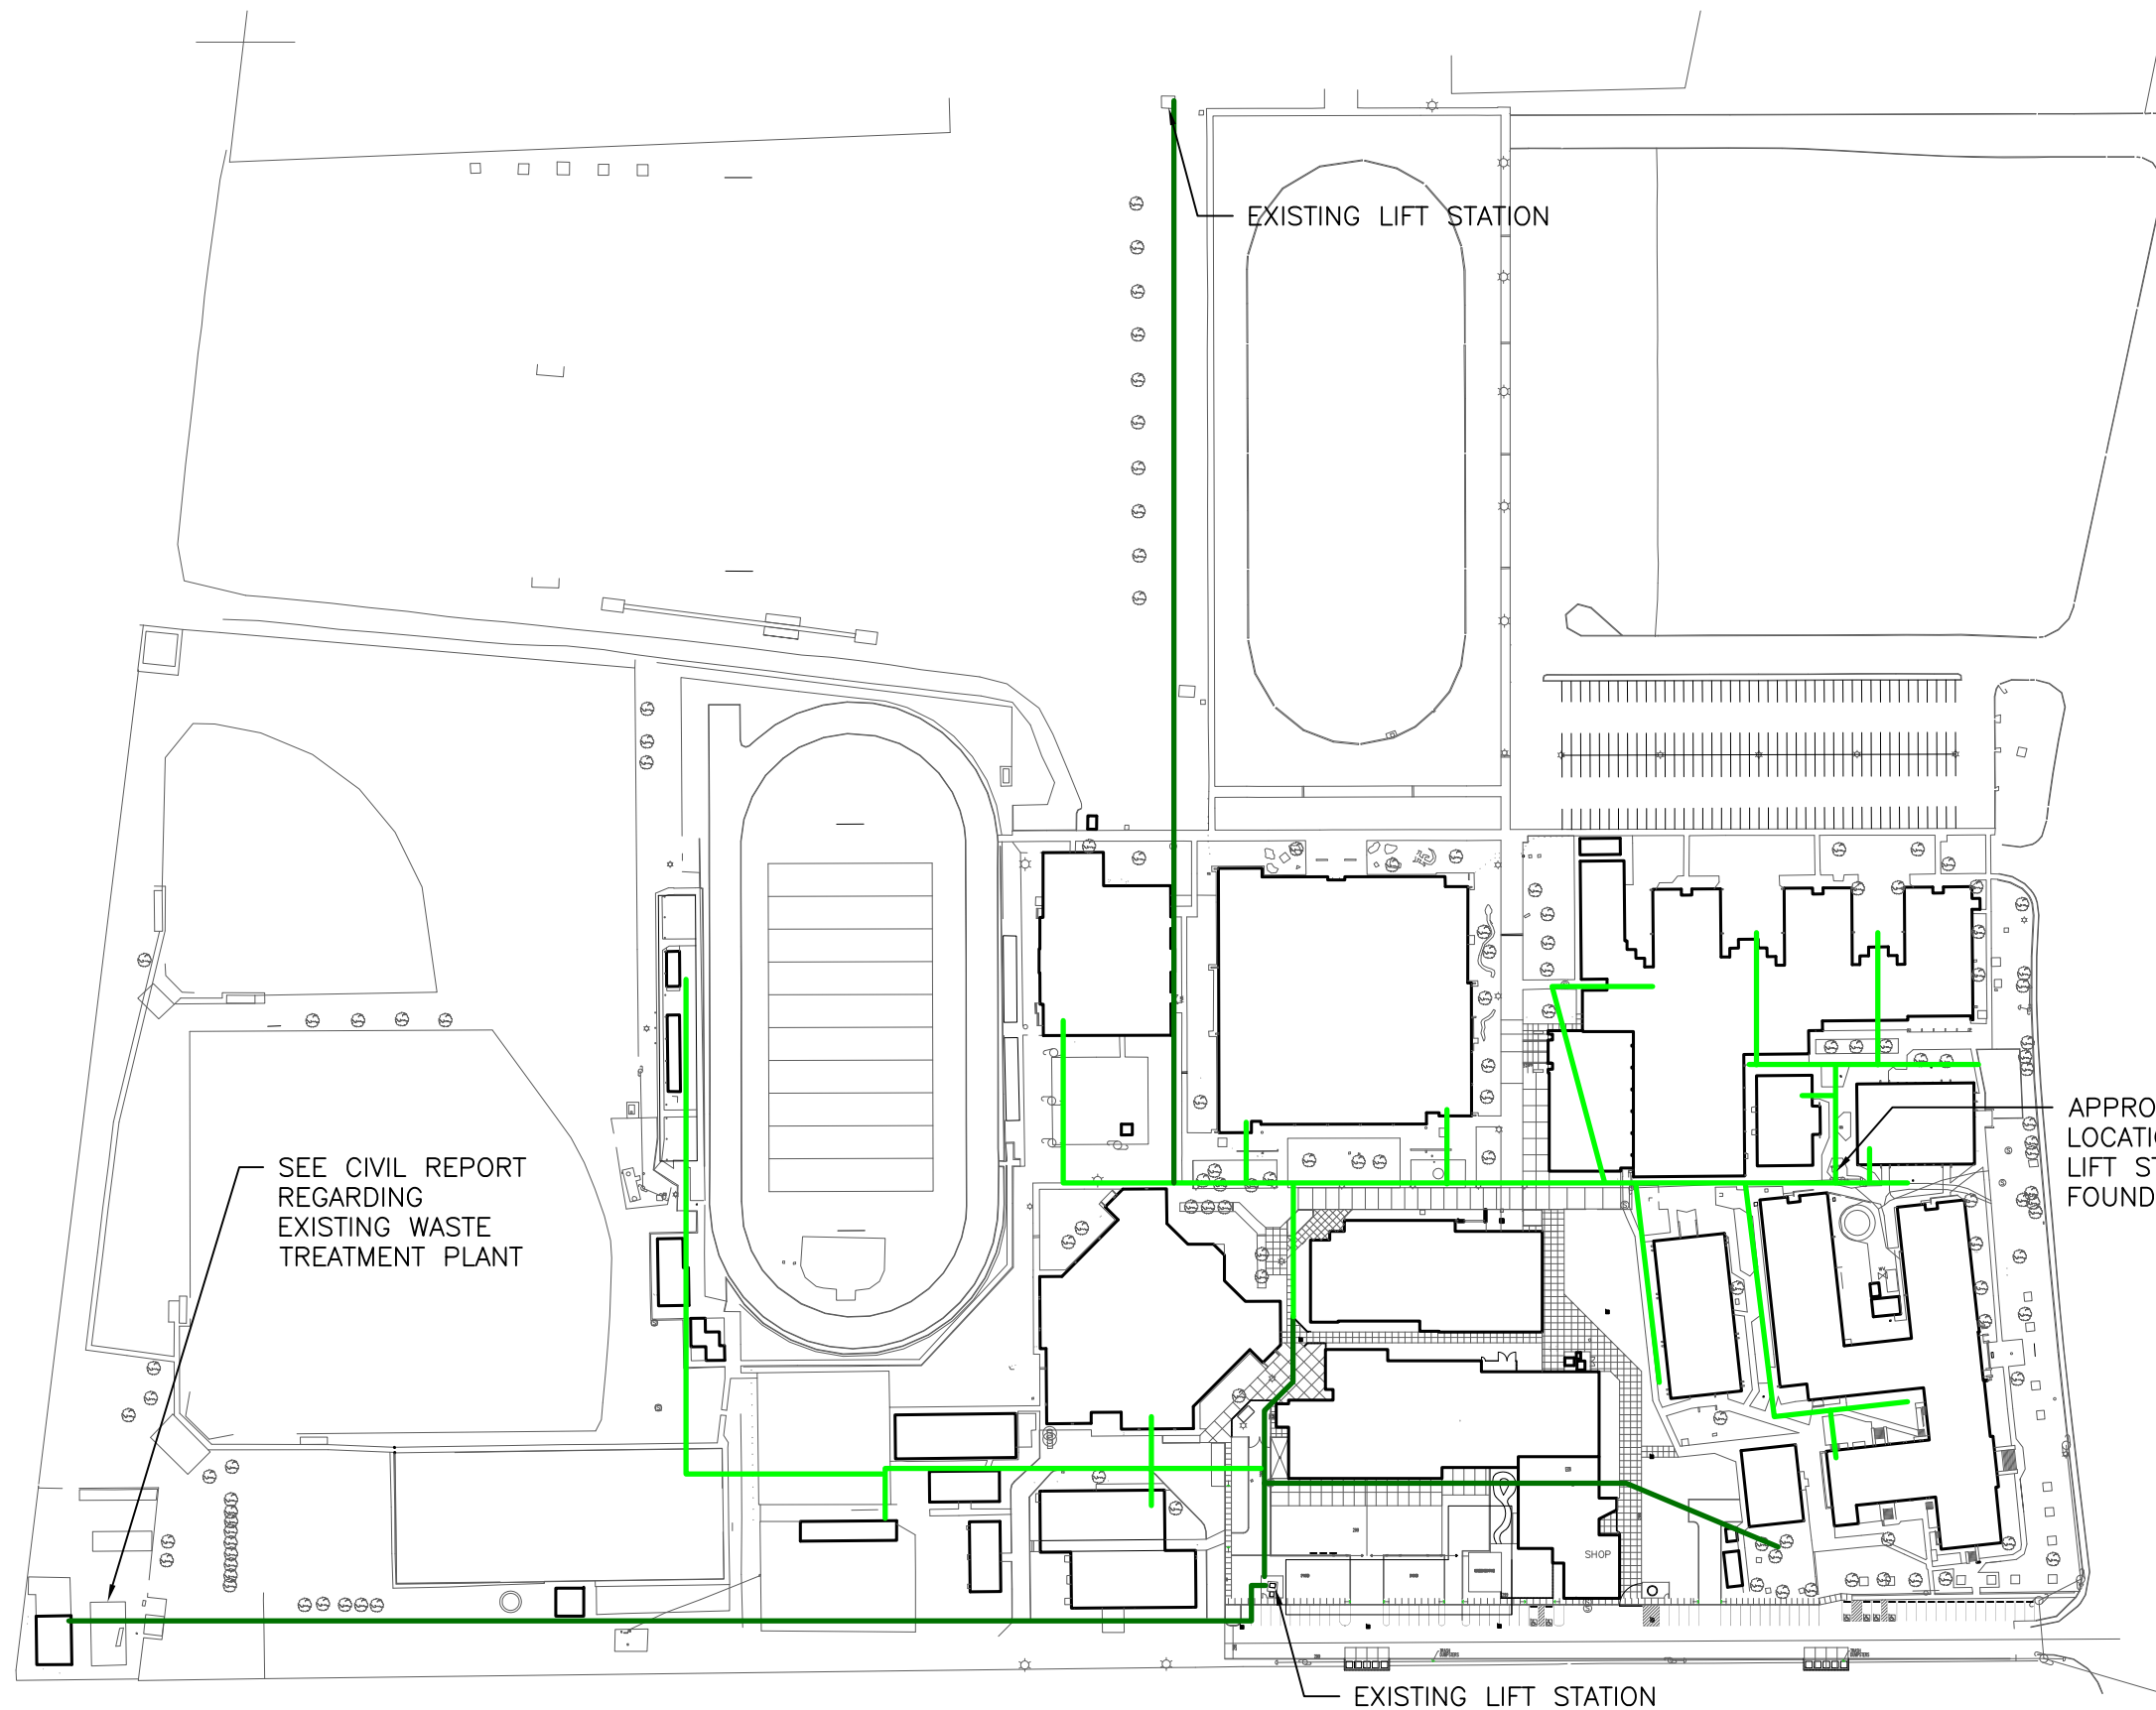 EXISTING LIFT STATION
APPRO
LOCATI
LIFT ST
FOUND
SEE CIVIL REPORT
REGARDING
EXISTING WASTE
TREATMENT PLANT
SHOP
EXISTING LIFT STATION